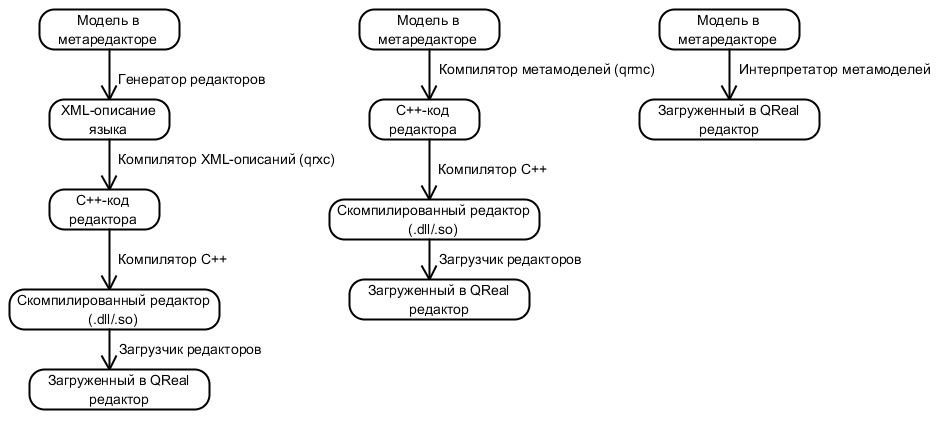 Модель в
метаредакторе
Генератор редакторов
XML-описание
языка
Компилятор XML-описаний (qrxc)
C++-код
редактора
Компилятор C++
Скомпилированный редактор
(.dll/.so)
Загрузчик редакторов
Загруженный в QReal
редактор
Модель в
метаредакторе
Компилятор метамоделей (qrmc)
C++-код
редактора
Компилятор C++
Скомпилированный редактор
(.dll/.so)
Загрузчик редакторов
Загруженный в QReal
редактор
Модель в
метаредакторе
Интерпретатор метамоделей
Загруженный в QReal
редактор